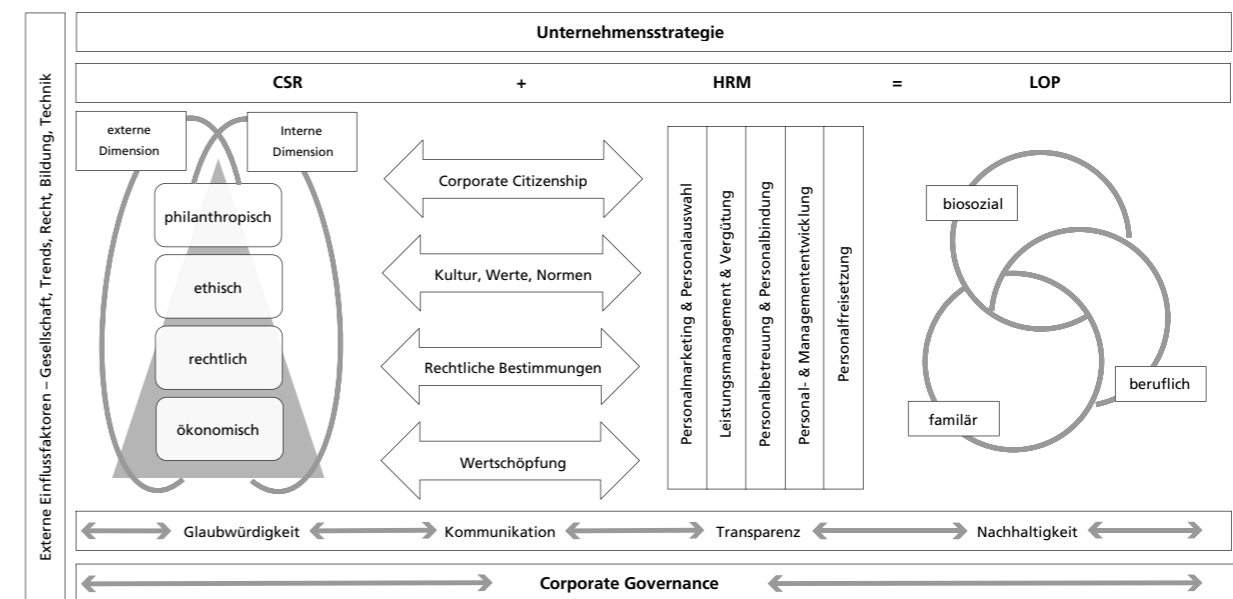 Externe Einflussfaktoren – Gesellschaft, Trends, Recht, Bildung, Technik
Unternehmensstrategie
CSR + HRM = LOP
externe
Dimension
Interne
Dimension
philanthropisch
ethisch
rechtlich
ökonomisch
Corporate Citizenship
Kultur, Werte, Normen
Rechtliche Bestimmungen
Wertschöpfung
Personalmarketing & Personalauswahl
Leistungsmanagement & Vergütung
Personalbetreuung & Personalbindung
Personal- & Managemententwicklung
Personalfreisetzung
biosozial
beruflich
familär
Glaubwürdigkeit Kommunikation Transparenz Nachhaltigkeit
Corporate Governance